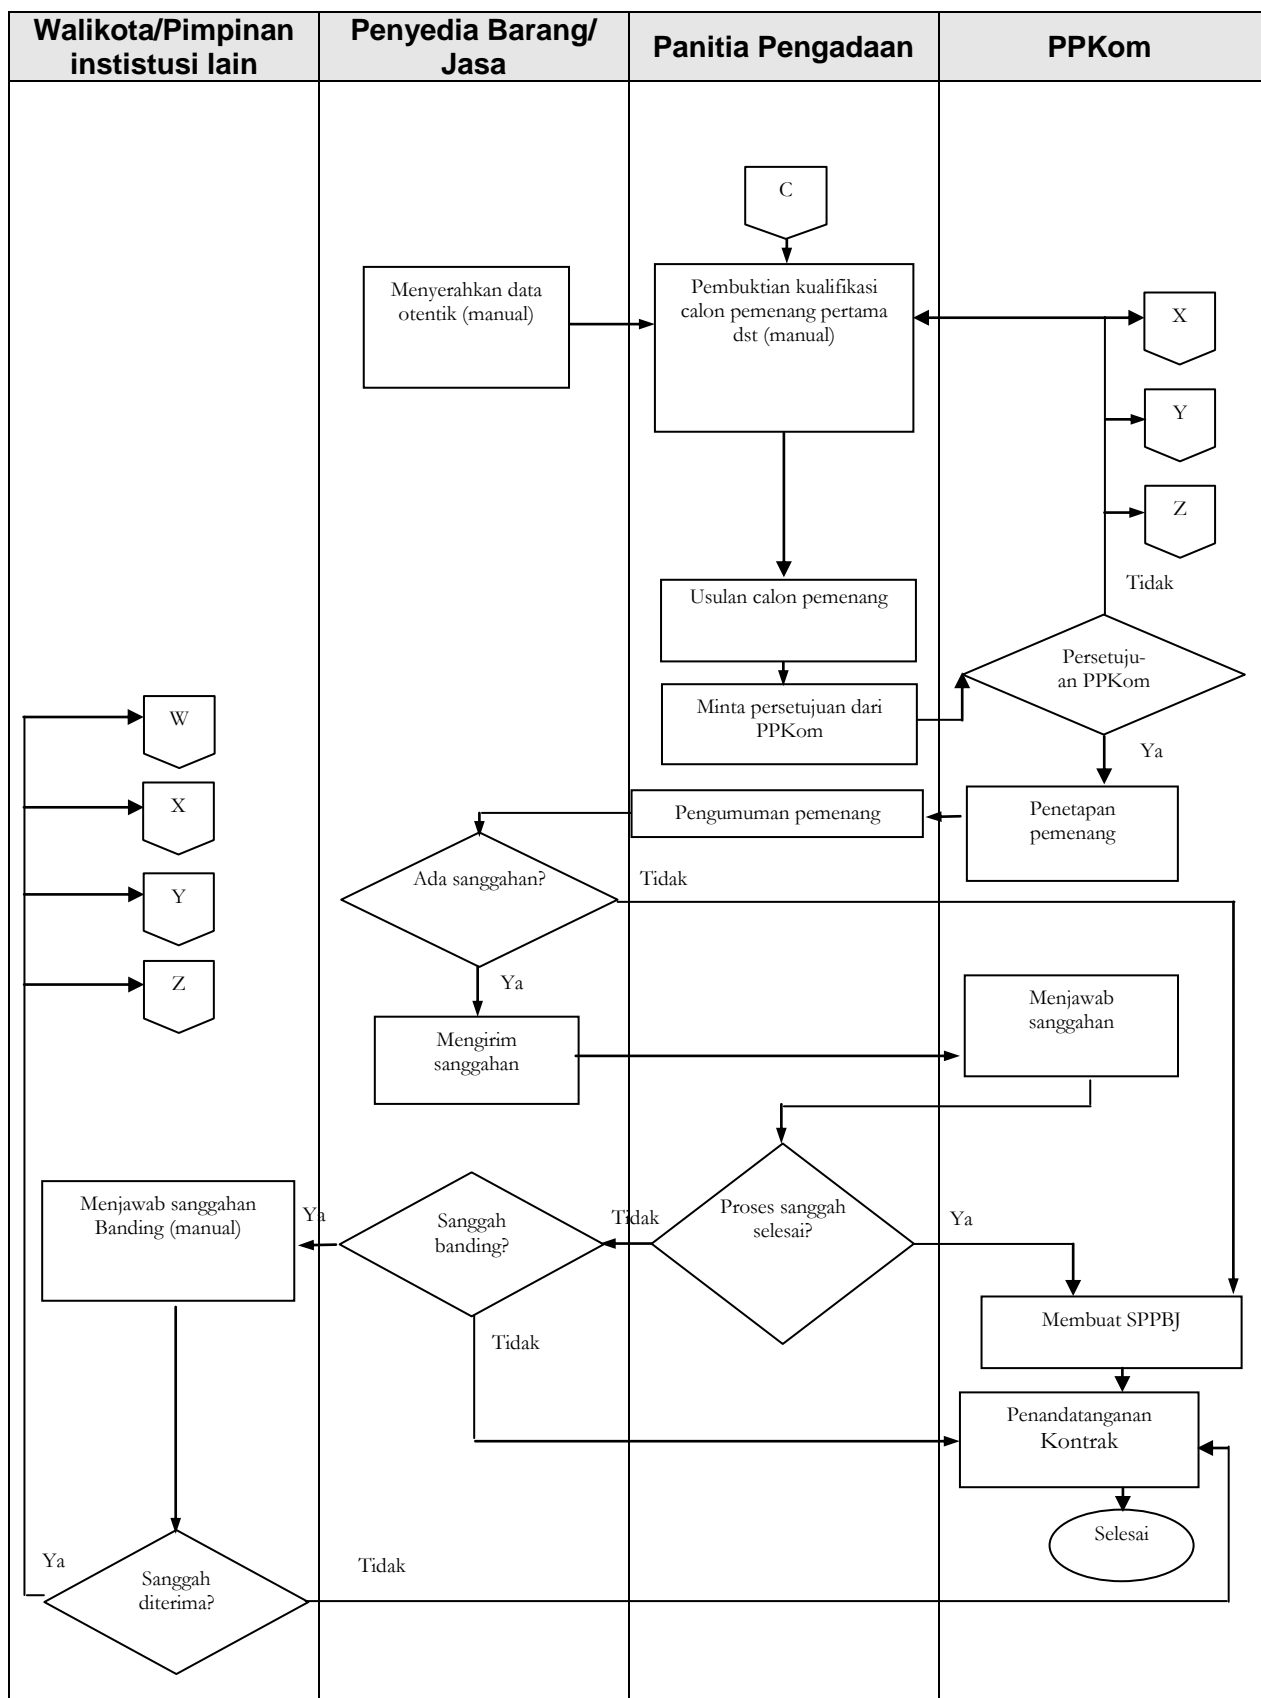 Walikota/Pimpinan
instistusi lain
Penyedia Barang/
Jasa
Panitia Pengadaan
PPKom
C
Menyerahkan data
otentik (manual)
Pembuktian kualifikasi
calon pemenang pertama
dst (manual)
X
Y
Z
Tidak
Usulan calon pemenang
Persetuju-
an PPKom
Minta persetujuan dari
PPKom
Ya
W
X
Y
Z
Pengumuman pemenang
Penetapan
pemenang
Ada sanggahan?
Tidak
Ya
Mengirim
sanggahan
Menjawab
sanggahan
Menjawab sanggahan
Banding (manual)
Ya
Sanggah
banding?
Tidak
Proses sanggah
selesai?
Ya
Tidak
Membuat SPPBJ
Penandatanganan
Kontrak
Selesai
Ya
Sanggah
diterima?
Tidak